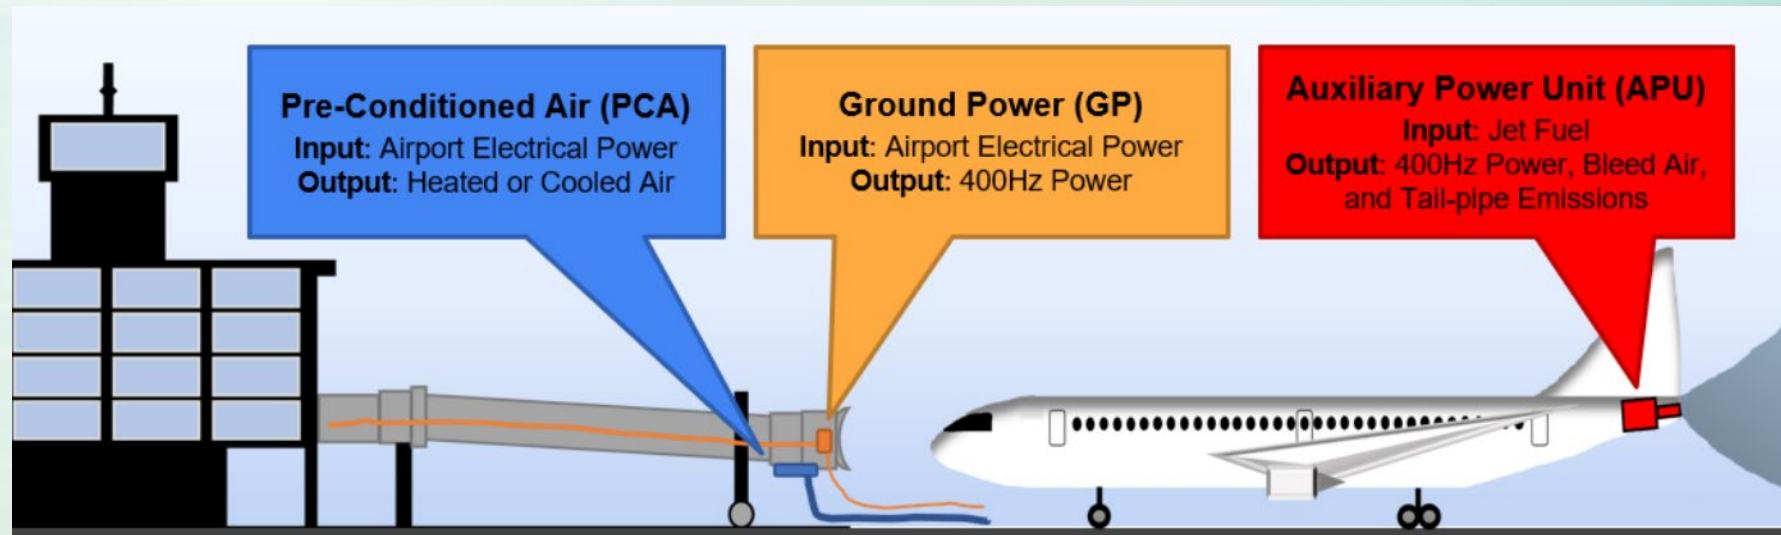 Pre-Conditioned Air (PCA)
Input: Airport Electrical Power
Output: Heated or Cooled Air
Ground Power (GP)
Input: Airport Electrical Power
Output: 400Hz Power
Auxiliary Power Unit (APU)
Input: Jet Fuel
Output: 400Hz Power, Bleed Air,
and Tail-pipe Emissions